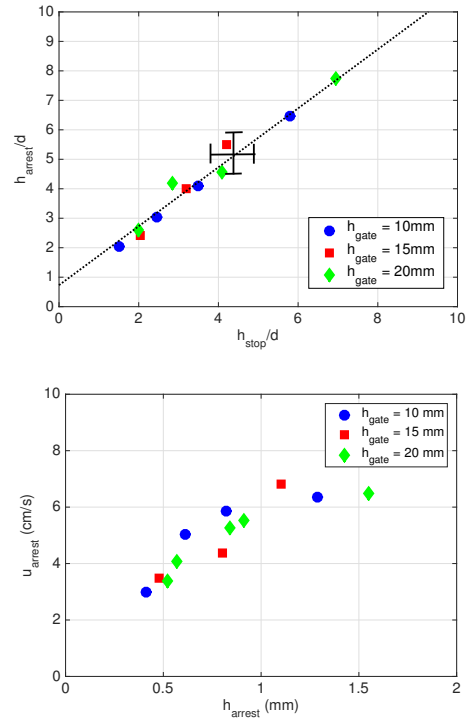 10
9
8
7
6
5
4
3
2
1
0
h_arrest/d
0 2 4 6 8 10
h_stop/d
h_gate = 10mm
h_gate = 15mm
h_gate = 20mm
10
8
6
4
2
0
u_arrest (cm/s)
0 0.5 1 1.5 2
h_arrest (mm)
h_gate = 10 mm
h_gate = 15 mm
h_gate = 20 mm